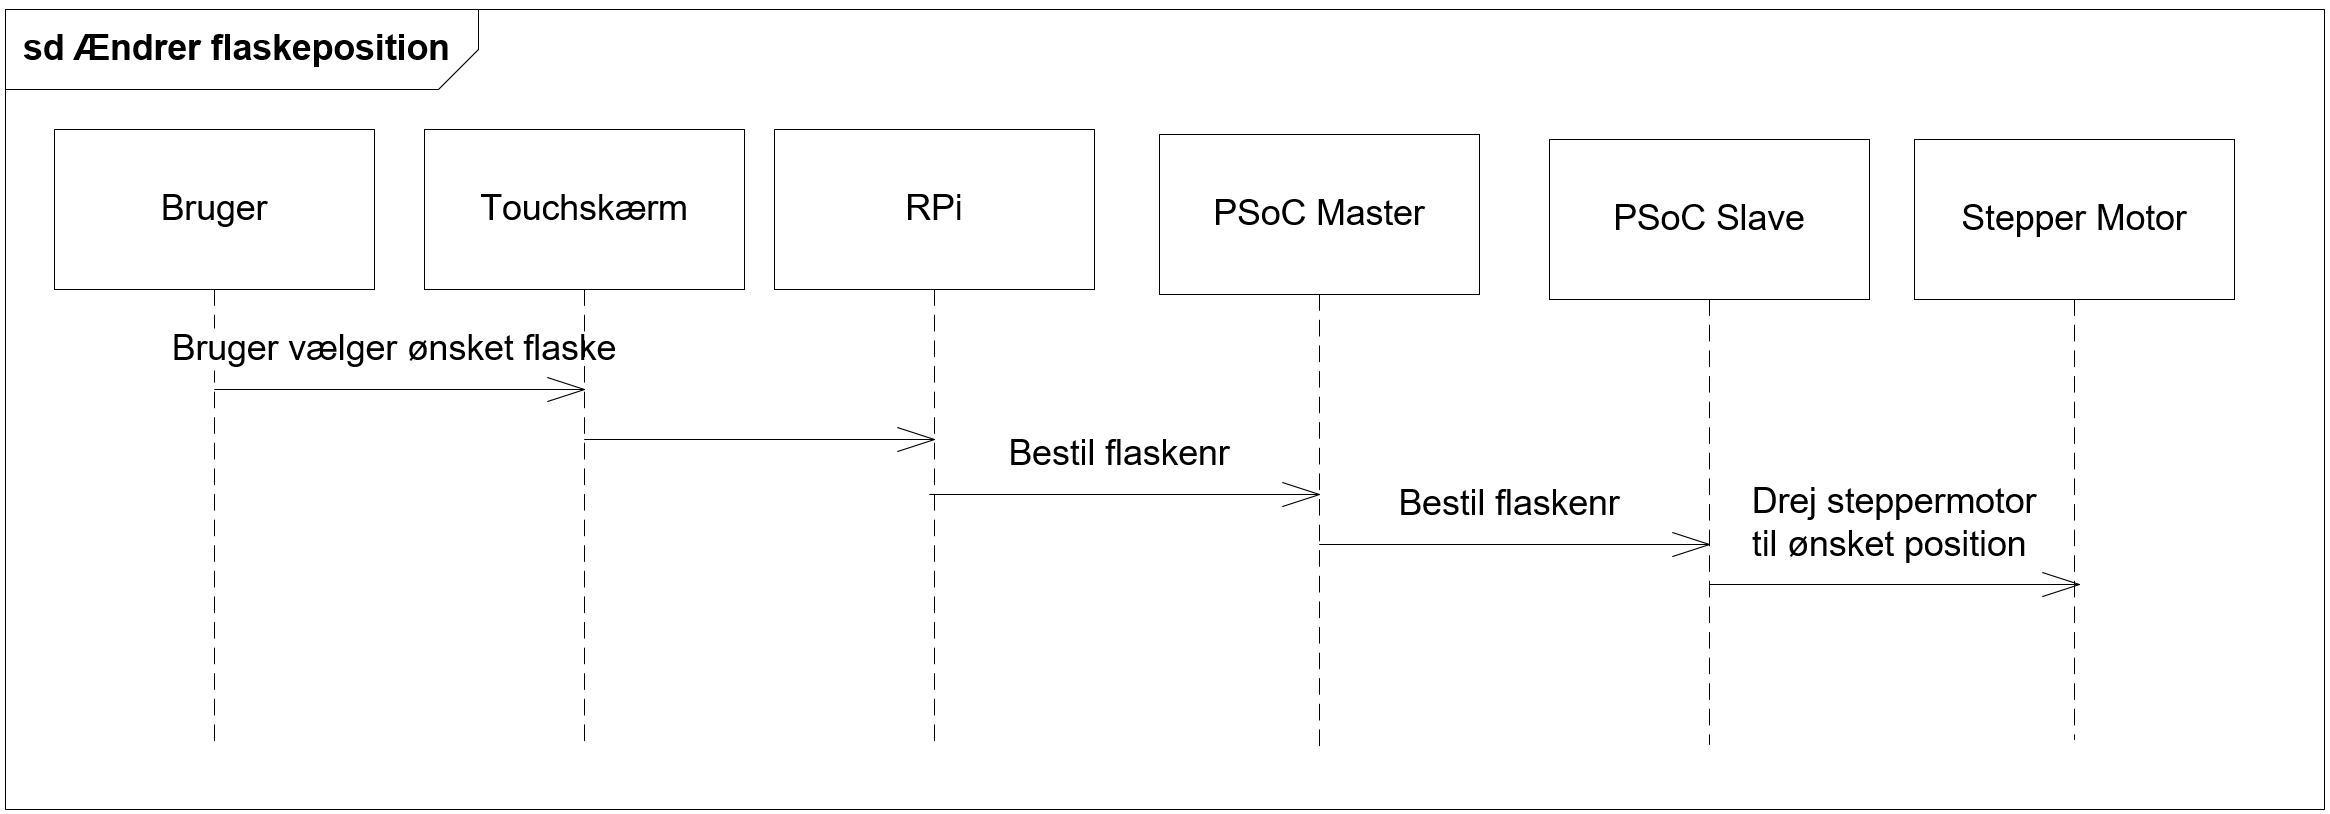 sd Ændrer flaskeposition
Bruger
Touchskærm
RPi
PSoC Master
PSoC Slave
Stepper Motor
Bruger vælger ønsket flaske
Bestil flaskenr
Bestil flaskenr
Drej steppermotor
til ønsket position